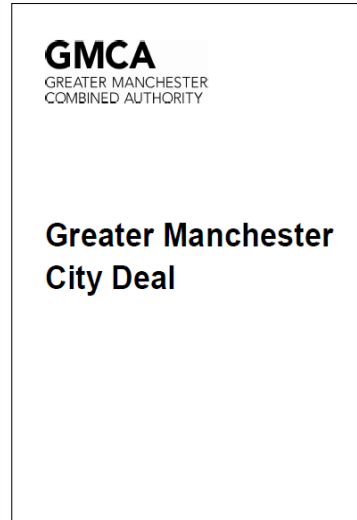 GMCA
GREATER MANCHESTER
COMBINED AUTHORITY
Greater Manchester
City Deal